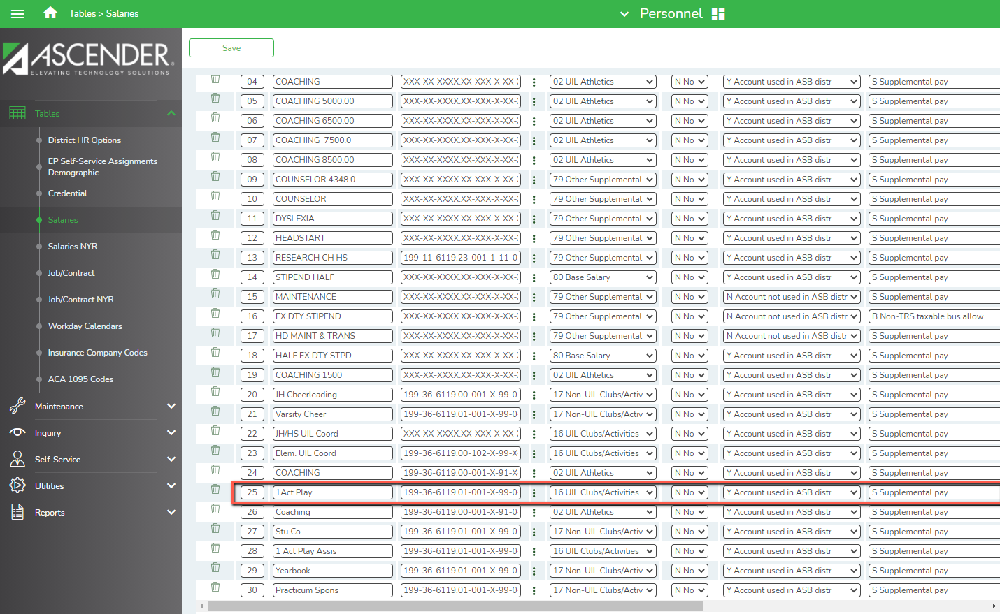 Tables > Salaries
Personnel
ASCENDER
ELEVATING TECHNOLOGY SOLUTIONS
Save
Tables
District HR Options
EP Self-Service Assignments
Demographic
Credential
Salaries
Salaries NYR
Job/Contract
Job/Contract NYR
Workday Calendars
Insurance Company Codes
ACA 1095 Codes
Maintenance
Inquiry
Self-Service
Utilities
Reports
04 COACHING XXX-XX-XXXX.XX-XXX-X-XX- 02 UIL Athletics N No Y Account used in ASB distr S Supplemental pay
05 COACHING 5000.00 XXX-XX-XXXX.XX-XXX-X-XX- 02 UIL Athletics N No Y Account used in ASB distr S Supplemental pay
06 COACHING 6500.00 XXX-XX-XXXX.XX-XXX-X-XX- 02 UIL Athletics N No Y Account used in ASB distr S Supplemental pay
07 COACHING 7500.0 XXX-XX-XXXX.XX-XXX-X-XX- 02 UIL Athletics N No Y Account used in ASB distr S Supplemental pay
08 COACHING 8500.00 XXX-XX-XXXX.XX-XXX-X-XX- 02 UIL Athletics N No Y Account used in ASB distr S Supplemental pay
09 COUNSELOR 4348.0 XXX-XX-XXXX.XX-XXX-X-XX- 79 Other Supplemental N No Y Account used in ASB distr S Supplemental pay
10 COUNSELOR XXX-XX-XXXX.XX-XXX-X-XX- 79 Other Supplemental N No Y Account used in ASB distr S Supplemental pay
11 DYSLEXIA XXX-XX-XXXX.XX-XXX-X-XX- 79 Other Supplemental N No Y Account used in ASB distr S Supplemental pay
12 HEADSTART XXX-XX-XXXX.XX-XXX-X-XX- 79 Other Supplemental N No Y Account used in ASB distr S Supplemental pay
13 RESEARCH CH HS 199-11-6119.23-001-1-11-0 79 Other Supplemental N No Y Account used in ASB distr S Supplemental pay
14 STIPEND HALF XXX-XX-XXXX.XX-XXX-X-XX- 80 Base Salary N No Y Account used in ASB distr S Supplemental pay
15 MAINTENANCE XXX-XX-XXXX.XX-XXX-X-XX- 79 Other Supplemental N No N Account not used in ASB distr S Supplemental pay
16 EX DTY STIPEND XXX-XX-XXXX.XX-XXX-X-XX- 79 Other Supplemental N No N Account not used in ASB distr B Non-TRS taxable bus allow
17 HD MAINT & TRANS XXX-XX-XXXX.XX-XXX-X-XX- 79 Other Supplemental N No N Account not used in ASB distr S Supplemental pay
18 HALF EX DTY STPD XXX-XX-XXXX.XX-XXX-X-XX- 80 Base Salary N No Y Account used in ASB distr S Supplemental pay
19 COACHING 1500 XXX-XX-XXXX.XX-XXX-X-XX- 02 UIL Athletics N No Y Account used in ASB distr S Supplemental pay
20 JH Cheerleading 199-36-6119.00-001-X-99-0 17 Non-UIL Clubs/Activ N No Y Account used in ASB distr S Supplemental pay
21 Varsity Cheer 199-36-6119.01-001-X-99-0 17 Non-UIL Clubs/Activ N No Y Account used in ASB distr S Supplemental pay
22 JH/HS UIL Coord XXX-XX-XXXX.XX-XXX-X-XX- 16 UIL Clubs/Activities N No Y Account used in ASB distr S Supplemental pay
23 Elem. UIL Coord 199-36-6119.00-102-X-99-X 16 UIL Clubs/Activities N No Y Account used in ASB distr S Supplemental pay
24 COACHING 199-36-6119.00-001-X-91-X 02 UIL Athletics N No Y Account used in ASB distr S Supplemental pay
25 1Act Play 199-36-6119.01-001-X-99-0 16 UIL Clubs/Activities N No Y Account used in ASB distr S Supplemental pay
26 Coaching 199-36-6119.00-001-X-91-0 02 UIL Athletics N No Y Account used in ASB distr S Supplemental pay
27 Stu Co 199-36-6119.01-001-X-99-0 17 Non-UIL Clubs/Activ N No Y Account used in ASB distr S Supplemental pay
28 1 Act Play Assis 199-36-6119.01-001-X-99-0 16 UIL Clubs/Activities N No Y Account used in ASB distr S Supplemental pay
29 Yearbook 199-36-6119.01-001-X-99-0 17 Non-UIL Clubs/Activ N No Y Account used in ASB distr S Supplemental pay
30 Practicum Spons 199-36-6119.01-001-X-99-0 17 Non-UIL Clubs/Activ N No Y Account used in ASB distr S Supplemental pay